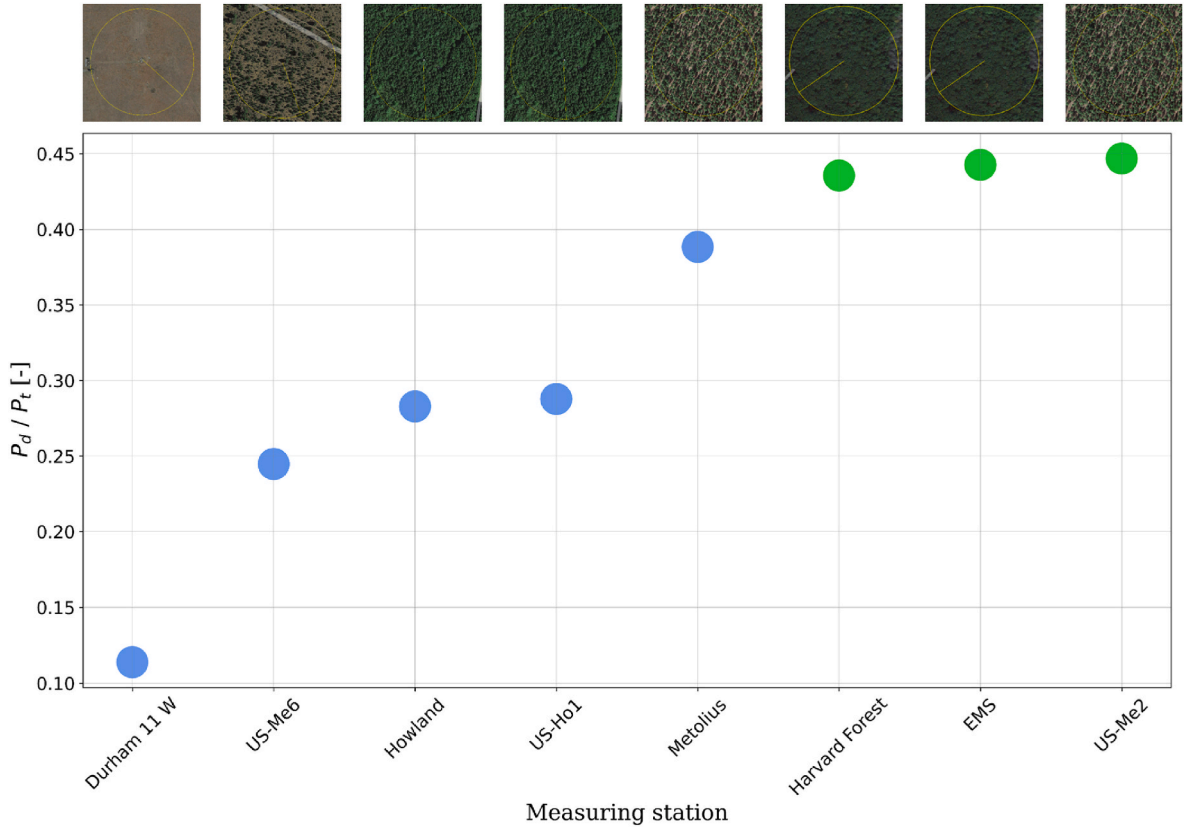 0.45
0.40
0.35
0.30
0.25
0.20
0.15
0.10
P_d / P_t [-]
Durham 11 W
US-Me6
Howland
US-Ho1
Metolius
Harvard Forest
EMS
US-Me2
Measuring station